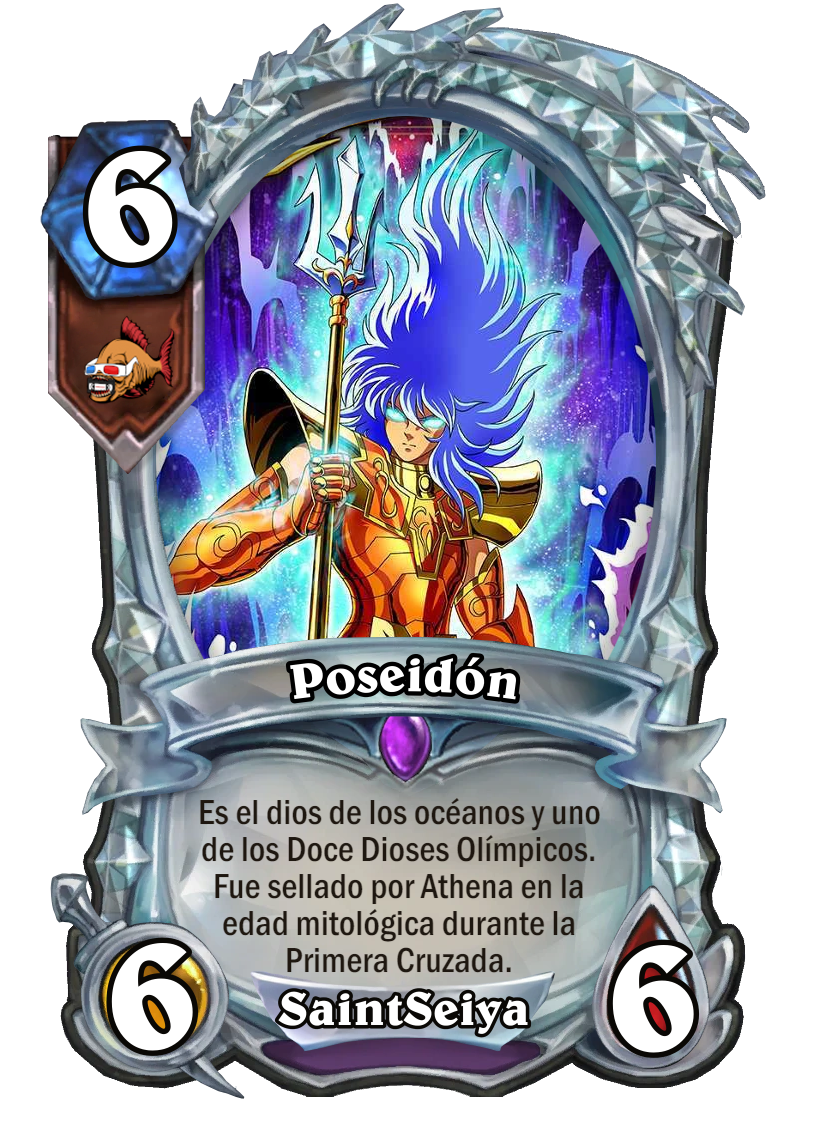 6
Poseidón
Es el dios de los océanos y uno
de los Doce Dioses Olímpicos.
Fue sellado por Athena en la
edad mitológica durante la
Primera Cruzada.
SaintSeiya
6
6